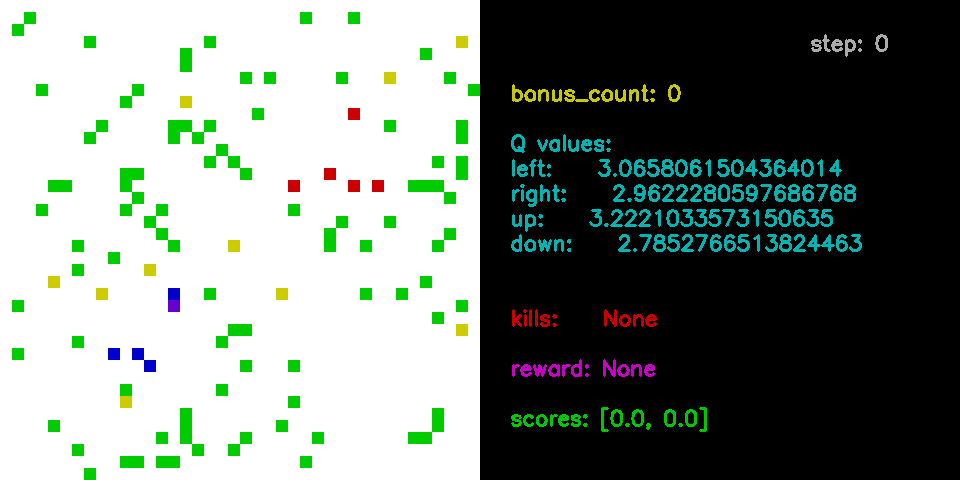 step: 0
bonus_count: 0
Q values:
left: 3.0658061504364014
right: 2.9622280597686768
up: 3.2221033573150635
down: 2.7852766513824463
kills: None
reward: None
scores: [0.0, 0.0]